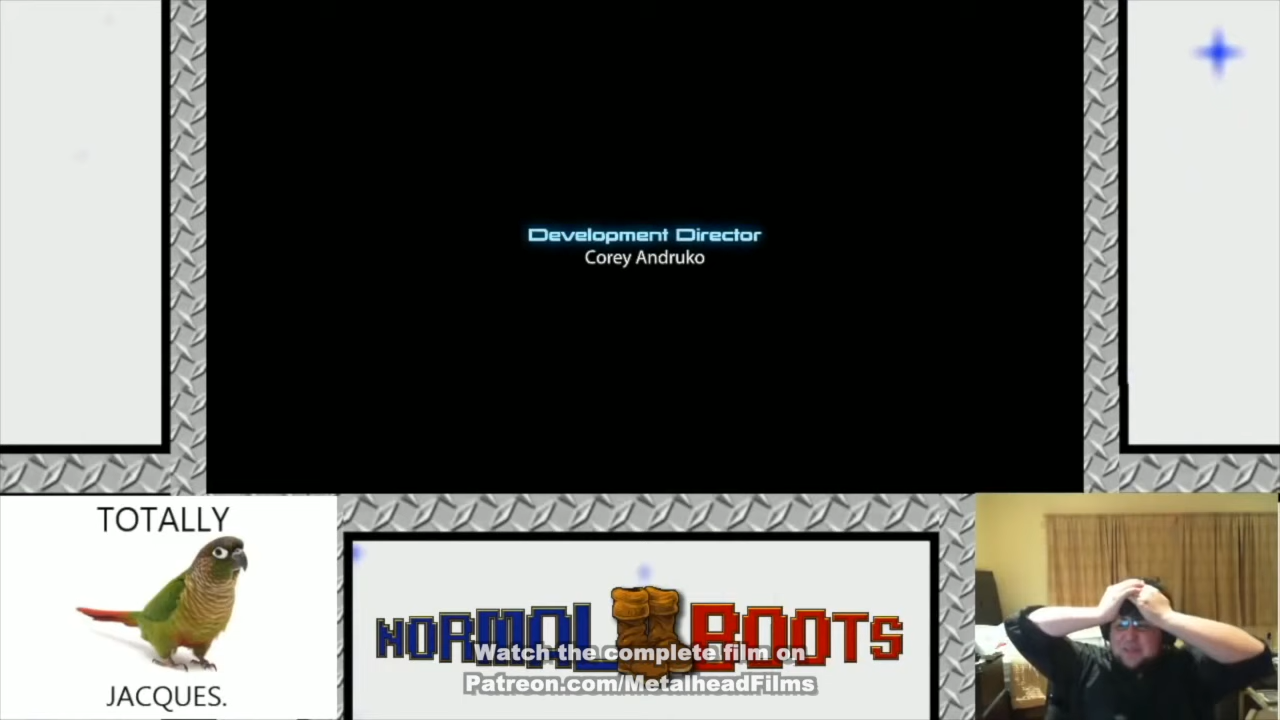 Development Director
Corey Andruko
TOTALLY
JACQUES.
NORMAL BOOTS
Watch the complete film on
Patreon.com/MetalheadFilms